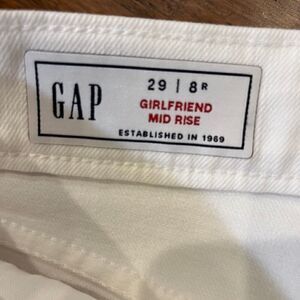 GAP
29 | 8R
GIRLFRIEND
MID RISE
ESTABLISHED IN 1969